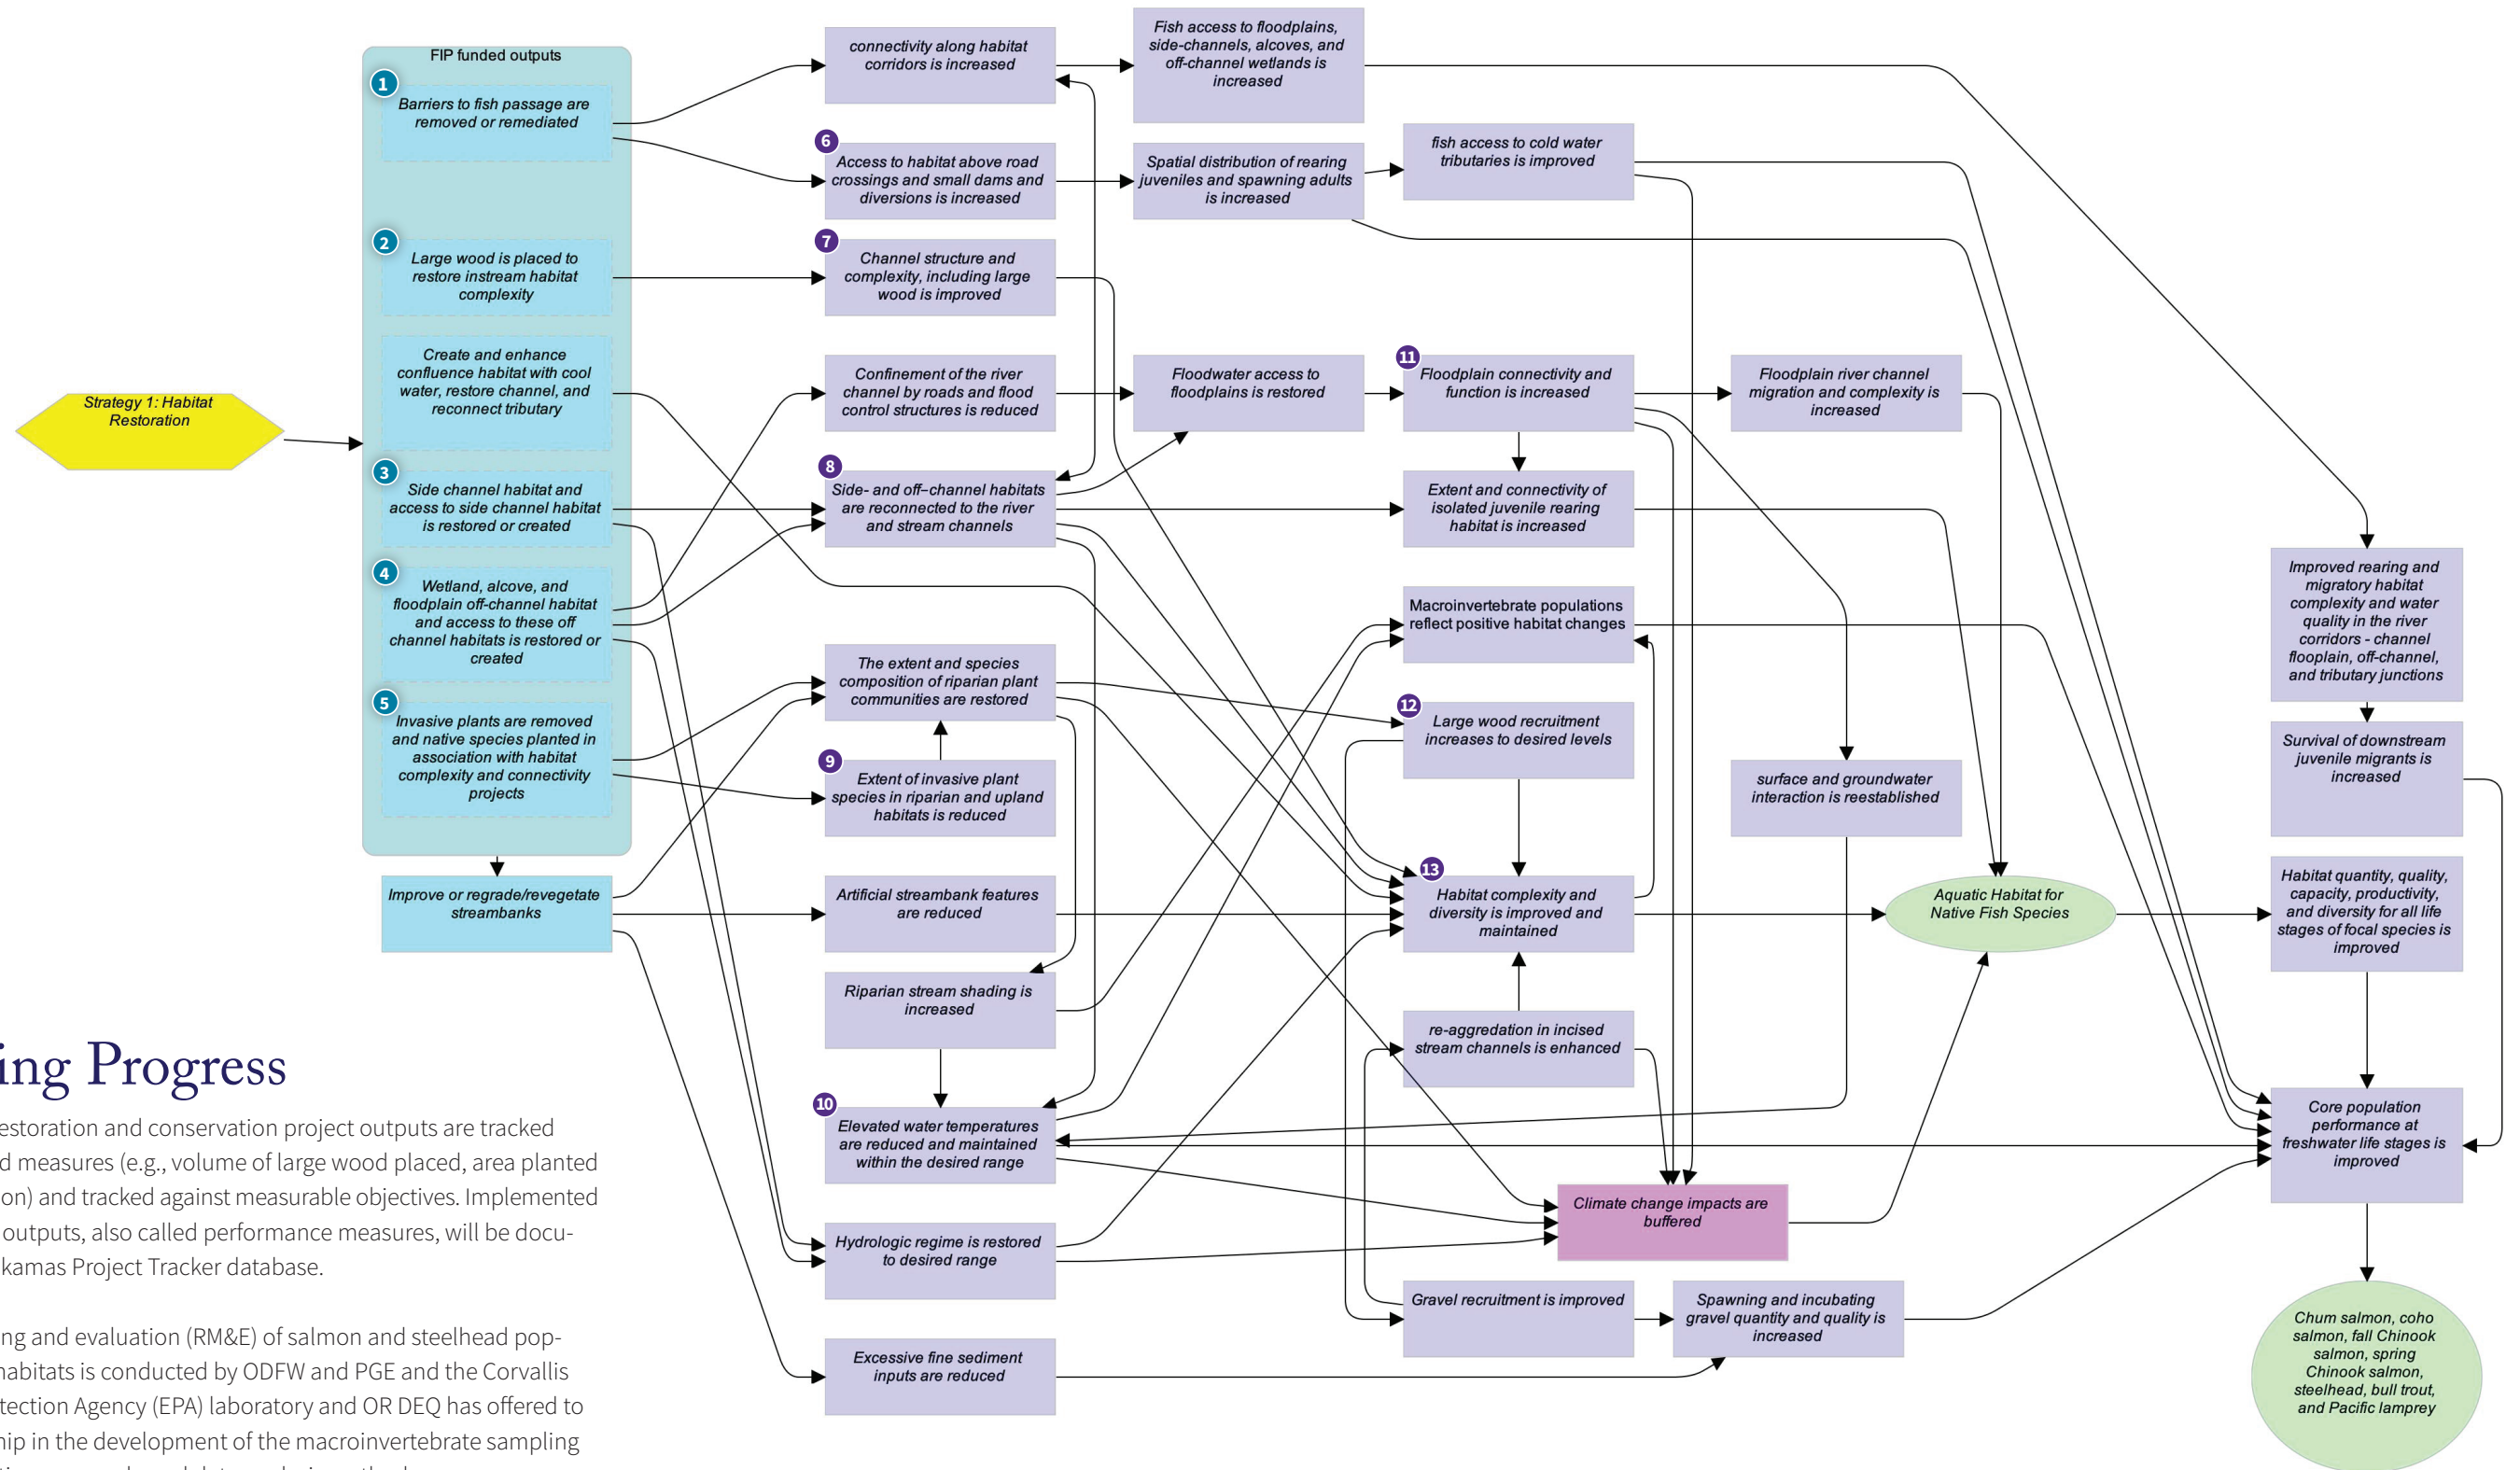 FIP funded outputs
Strategy 1: Habitat
Restoration
1
Barriers to fish passage are
removed or remediated
2
Large wood is placed to
restore instream habitat
complexity
Create and enhance
confluence habitat with cool
water, restore channel, and
reconnect tributary
3
Side channel habitat and
access to side channel habitat
is restored or created
4
Wetland, alcove, and
floodplain off-channel habitat
and access to these off
channel habitats is restored or
created
5
Invasive plants are removed
and native species planted in
association with habitat
complexity and connectivity
projects
Improve or regrade/revegetate
streambanks
connectivity along habitat
corridors is increased
6
Access to habitat above road
crossings and small dams and
diversions is increased
7
Channel structure and
complexity, including large
wood is improved
Confinement of the river
channel by roads and flood
control structures is reduced
8
Side- and off–channel habitats
are reconnected to the river
and stream channels
The extent and species
composition of riparian plant
communities are restored
9
Extent of invasive plant
species in riparian and upland
habitats is reduced
Artificial streambank features
are reduced
Riparian stream shading is
increased
10
Elevated water temperatures
are reduced and maintained
within the desired range
Hydrologic regime is restored
to desired range
Excessive fine sediment
inputs are reduced
Fish access to floodplains,
side-channels, alcoves, and
off-channel wetlands is
increased
Spatial distribution of rearing
juveniles and spawning adults
is increased
Floodwater access to
floodplains is restored
fish access to cold water
tributaries is improved
11
Floodplain connectivity and
function is increased
Extent and connectivity of
isolated juvenile rearing
habitat is increased
Macroinvertebrate populations
reflect positive habitat changes
12
Large wood recruitment
increases to desired levels
13
Habitat complexity and
diversity is improved and
maintained
re-aggredation in incised
stream channels is enhanced
Climate change impacts are
buffered
Gravel recruitment is improved
Spawning and incubating
gravel quantity and quality is
increased
Floodplain river channel
migration and complexity is
increased
surface and groundwater
interaction is reestablished
Aquatic Habitat for
Native Fish Species
Improved rearing and
migratory habitat
complexity and water
quality in the river
corridors - channel
flooplain, off-channel,
and tributary junctions
Survival of downstream
juvenile migrants is
increased
Habitat quantity, quality,
capacity, productivity,
and diversity for all life
stages of focal species is
improved
Core population
performance at
freshwater life stages is
improved
Chum salmon, coho
salmon, fall Chinook
salmon, spring
Chinook salmon,
steelhead, bull trout,
and Pacific lamprey
ing Progress
estoration and conservation project outputs are tracked
d measures (e.g., volume of large wood placed, area planted
on) and tracked against measurable objectives. Implemented
outputs, also called performance measures, will be docu-
kamas Project Tracker database.
ng and evaluation (RM&E) of salmon and steelhead pop-
habitats is conducted by ODFW and PGE and the Corvallis
tection Agency (EPA) laboratory and OR DEQ has offered to
hip in the development of the macroinvertebrate sampling